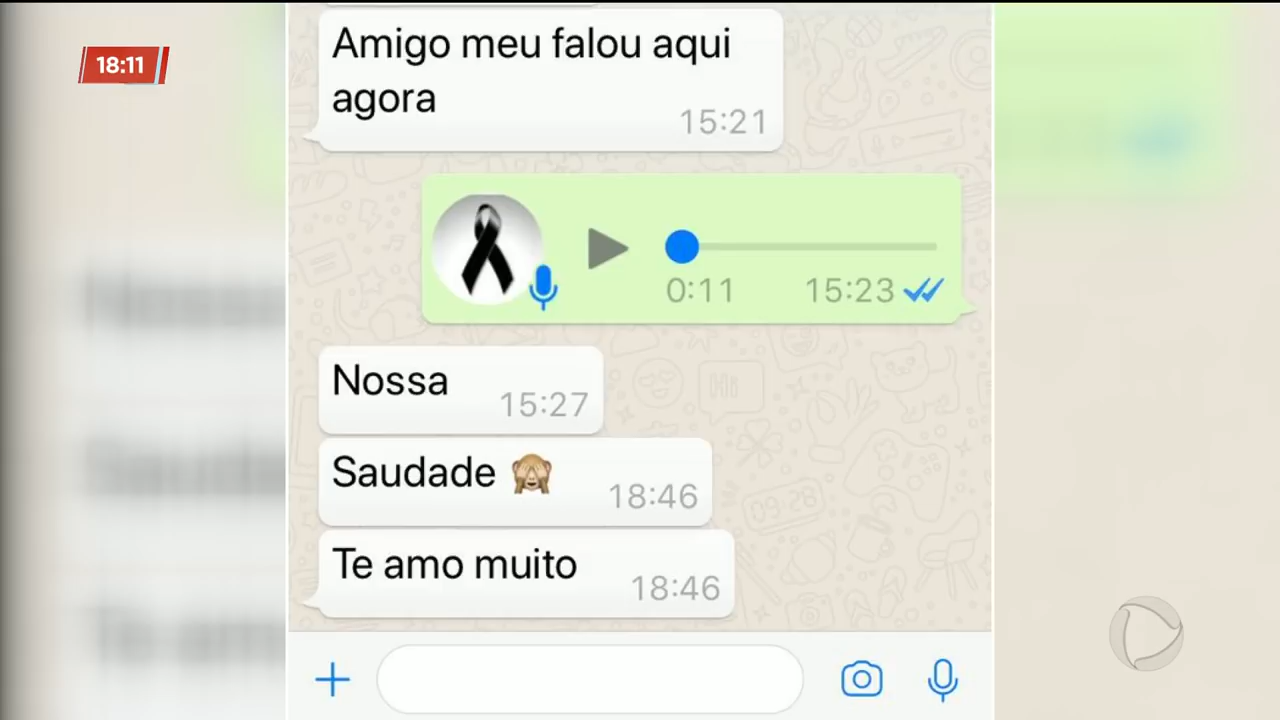 18:11
Amigo meu falou aqui
agora
15:21
0:11 15:23
Nossa
15:27
Saudade 🙈
18:46
Te amo muito
18:46